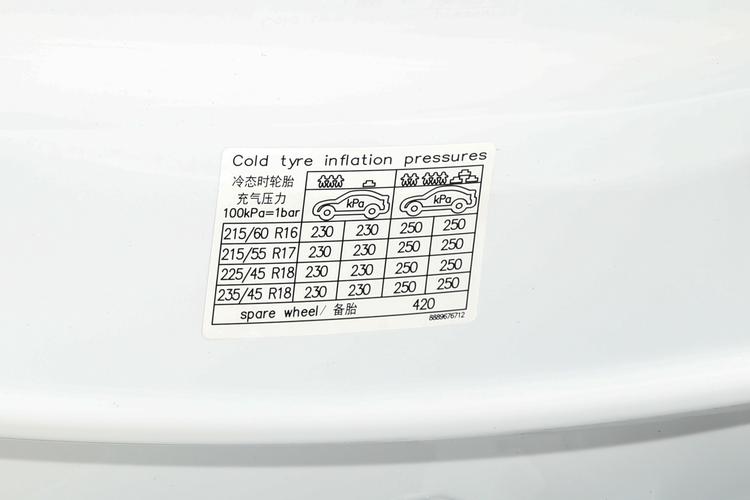 Cold tyre inflation pressures
冷态时轮胎
充气压力
100kPa=1bar
kPa kPa
215/60 R16 230 230 250 250
215/55 R17 230 230 250 250
225/45 R18 230 230 250 250
235/45 R18 230 230 250 250
spare wheel/ 备胎 420
8889676712